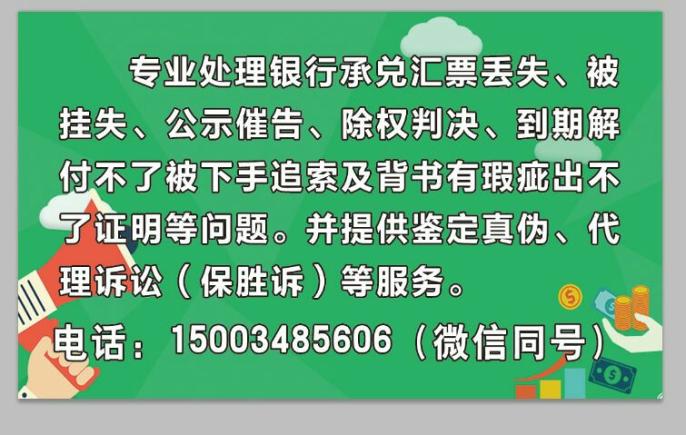 专业处理银行承兑汇票丢失、被
挂失、公示催告、除权判决、到期解
付不了被下手追索及背书有瑕疵出不
了证明等问题。并提供鉴定真伪、代
理诉讼（保胜诉）等服务。
电话：15003485606（微信同号）